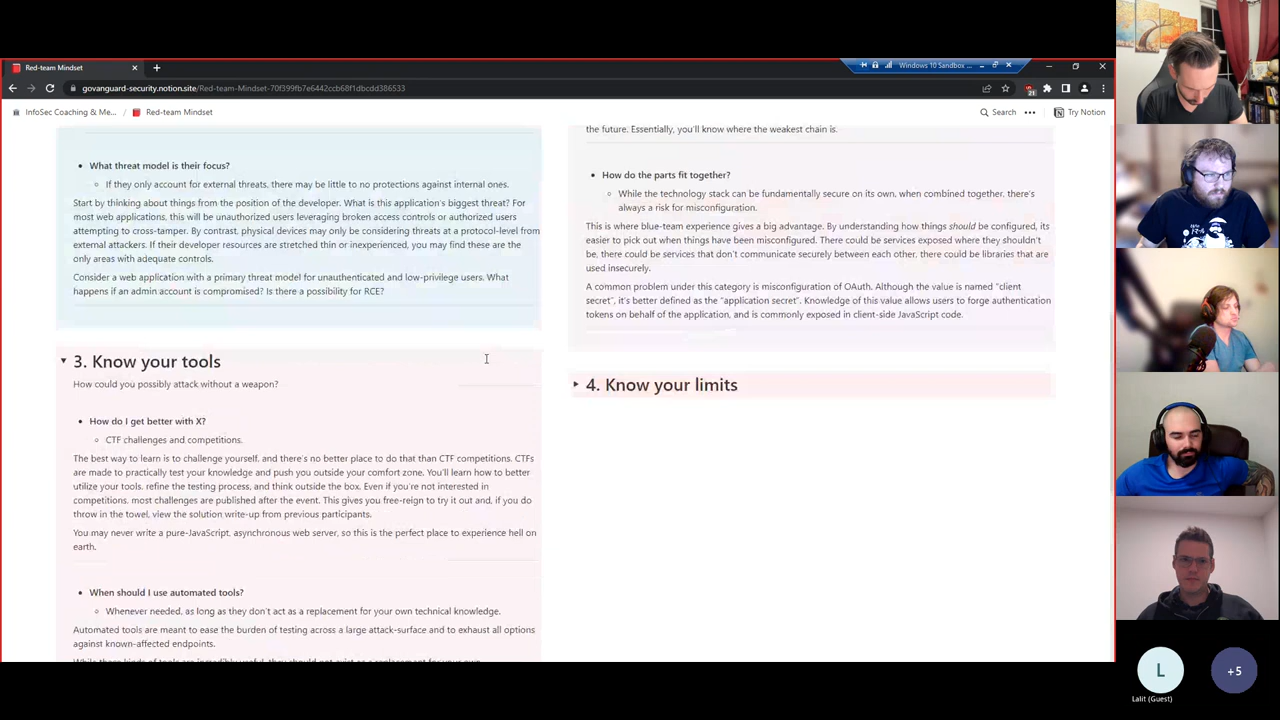 Red-team Mindset
Windows 10 Sandbox ...
govanguard-security.notion.site/Red-team-Mindset-70f399fb7e6442ccb68f1dbcdd386533
21
InfoSec Coaching & Me... / Red-team Mindset
Search
Try Notion
What threat model is their focus?
If they only account for external threats, there may be little to no protections against internal ones.
Start by thinking about things from the position of the developer. What is this application's biggest threat? For
most web applications, this will be unauthorized users leveraging broken access controls or authorized users
attempting to cross-tamper. By contrast, physical devices may only be considering threats at a protocol-level from
external attackers. If their developer resources are stretched thin or inexperienced, you may find these are the
only areas with adequate controls.
Consider a web application with a primary threat model for unauthenticated and low-privilege users. What
happens if an admin account is compromised? Is there a possibility for RCE?
3. Know your tools
How could you possibly attack without a weapon?
How do I get better with X?
CTF challenges and competitions.
The best way to learn is to challenge yourself, and there's no better place to do that than CTF competitions. CTFs
are made to practically test your knowledge and push you outside your comfort zone. You'll learn how to better
utilize your tools, refine the testing process, and think outside the box. Even if you're not interested in
competitions, most challenges are published after the event. This gives you free-reign to try it out and, if you do
throw in the towel, view the solution write-up from previous participants.
You may never write a pure-JavaScript, asynchronous web server, so this is the perfect place to experience hell on
earth.
When should I use automated tools?
Whenever needed, as long as they don't act as a replacement for your own technical knowledge.
Automated tools are meant to ease the burden of testing across a large attack-surface and to exhaust all options
against known-affected endpoints.
the future. Essentially, you'll know where the weakest chain is.
How do the parts fit together?
While the technology stack can be fundamentally secure on its own, when combined together, there's
always a risk for misconfiguration.
This is where blue-team experience gives a big advantage. By understanding how things should be configured, its
easier to pick out when things have been misconfigured. There could be services exposed where they shouldn't
be, there could be services that don't communicate securely between each other, there could be libraries that are
used insecurely.
A common problem under this category is misconfiguration of OAuth. Although the value is named "client
secret", it's better defined as the "application secret". Knowledge of this value allows users to forge authentication
tokens on behalf of the application, and is commonly exposed in client-side JavaScript code.
4. Know your limits
L
Lalit (Guest)
+5